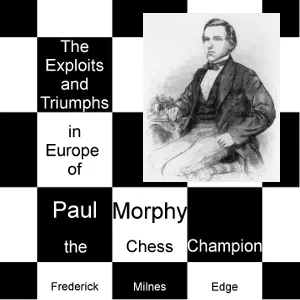 The
Exploits
and
Triumphs
in
Europe
of
Paul Morphy
the Chess Champion
Frederick Milnes Edge